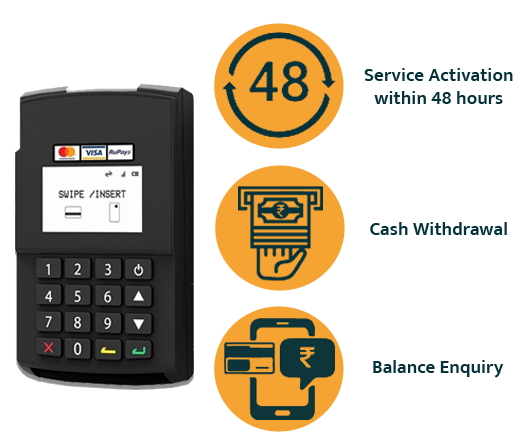 48
Service Activation
within 48 hours
VISA
RuPay
SWIPE /INSERT
₹
Cash Withdrawal
1 2 3
4 5 6
7 8 9
X 0
₹
Balance Enquiry